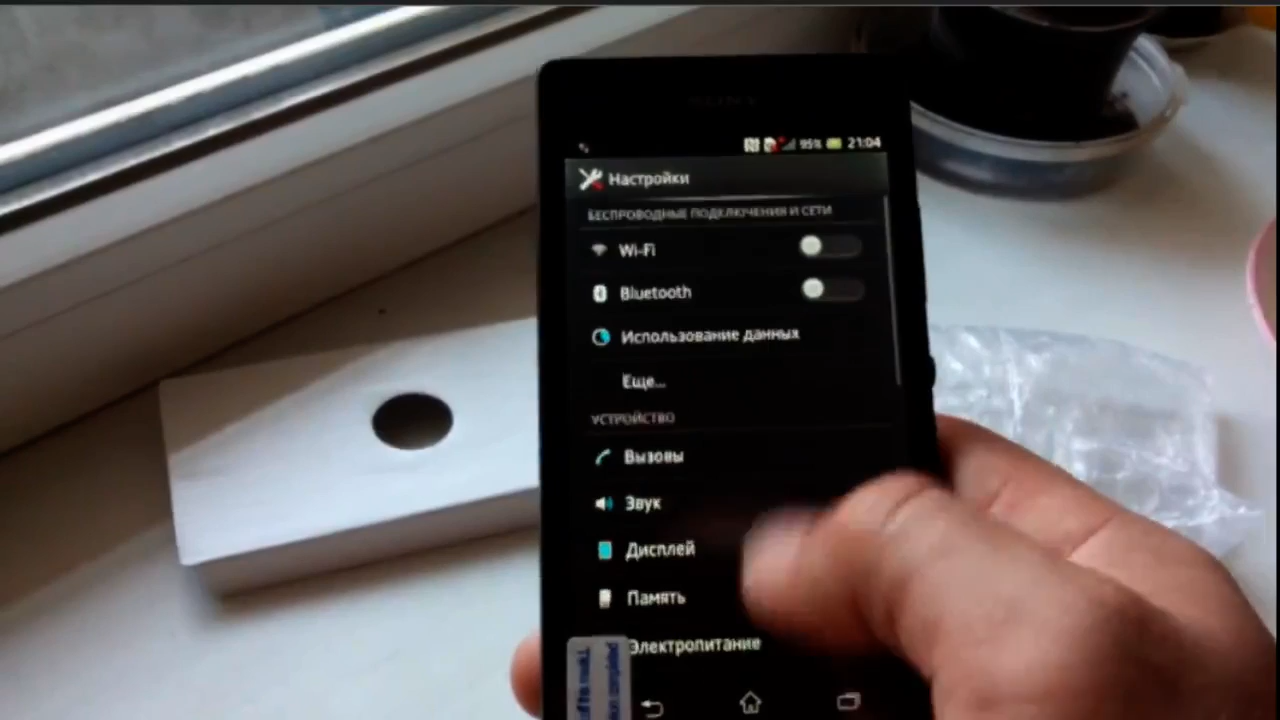 SONY
95% 21:04
Настройки
БЕСПРОВОДНЫЕ ПОДКЛЮЧЕНИЯ И СЕТИ
Wi-Fi
Bluetooth
Использование данных
Еще...
УСТРОЙСТВО
Вызовы
Звук
Дисплей
Память
Электропитание